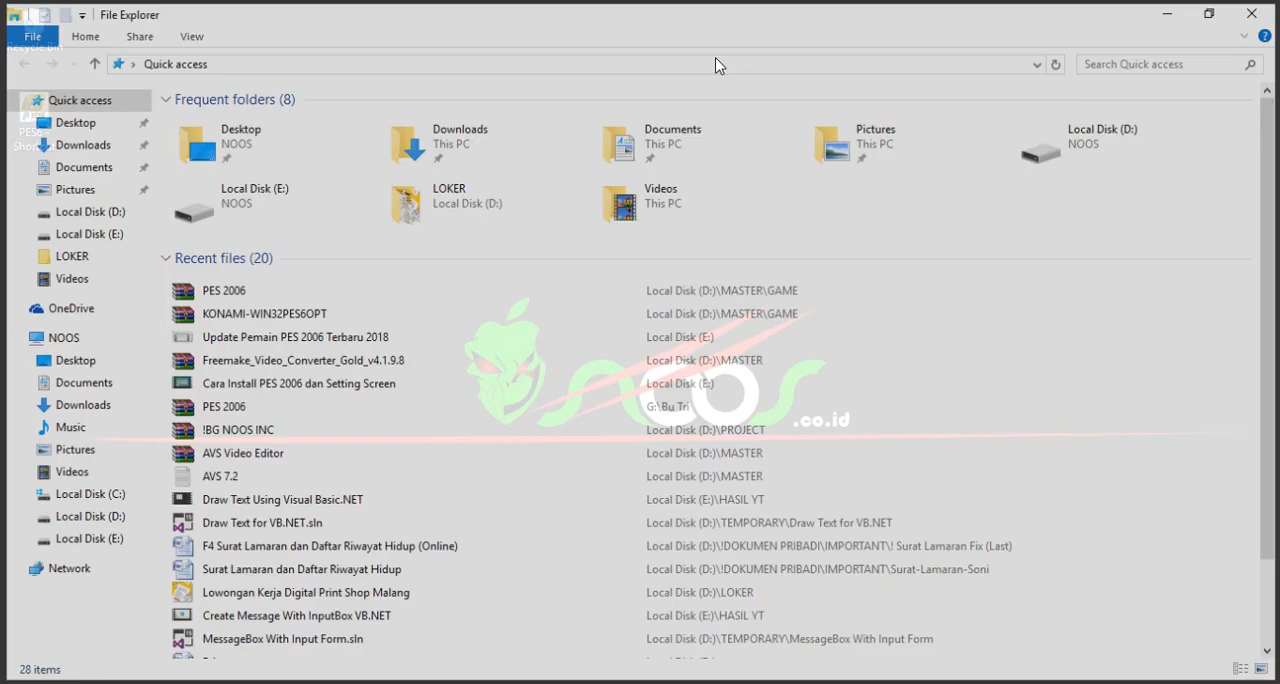 File Explorer
File Home Share View
Quick access
Search Quick access
Quick access
Desktop
Downloads
Documents
Pictures
Local Disk (D:)
Local Disk (E:)
LOKER
Videos
OneDrive
NOOS
Desktop
Documents
Downloads
Music
Pictures
Videos
Local Disk (C:)
Local Disk (D:)
Local Disk (E:)
Network
Frequent folders (8)
Desktop
NOOS
Downloads
This PC
Documents
This PC
Pictures
This PC
Local Disk (D:)
NOOS
Local Disk (E:)
NOOS
LOKER
Local Disk (D:)
Videos
This PC
Recent files (20)
PES 2006 Local Disk (D:)\MASTER\GAME
KONAMI-WIN32PES6OPT Local Disk (D:)\MASTER\GAME
Update Pemain PES 2006 Terbaru 2018 Local Disk (E:)
Freemake_Video_Converter_Gold_v4.1.9.8 Local Disk (D:)\MASTER
Cara Install PES 2006 dan Setting Screen Local Disk (E:)
PES 2006 G:\Bu Tri
!BG NOOS INC Local Disk (D:)\PROJECT
AVS Video Editor Local Disk (D:)\MASTER
AVS 7.2 Local Disk (D:)\MASTER
Draw Text Using Visual Basic.NET Local Disk (E:)\HASIL YT
Draw Text for VB.NET.sln Local Disk (D:)\TEMPORARY\Draw Text for VB.NET
F4 Surat Lamaran dan Daftar Riwayat Hidup (Online) Local Disk (D:)\!DOKUMEN PRIBADI\IMPORTANT\! Surat Lamaran Fix (Last)
Surat Lamaran dan Daftar Riwayat Hidup Local Disk (D:)\!DOKUMEN PRIBADI\IMPORTANT\Surat-Lamaran-Soni
Lowongan Kerja Digital Print Shop Malang Local Disk (D:)\LOKER
Create Message With InputBox VB.NET Local Disk (E:)\HASIL YT
MessageBox With Input Form.sln Local Disk (D:)\TEMPORARY\MessageBox With Input Form
.co.id
28 items